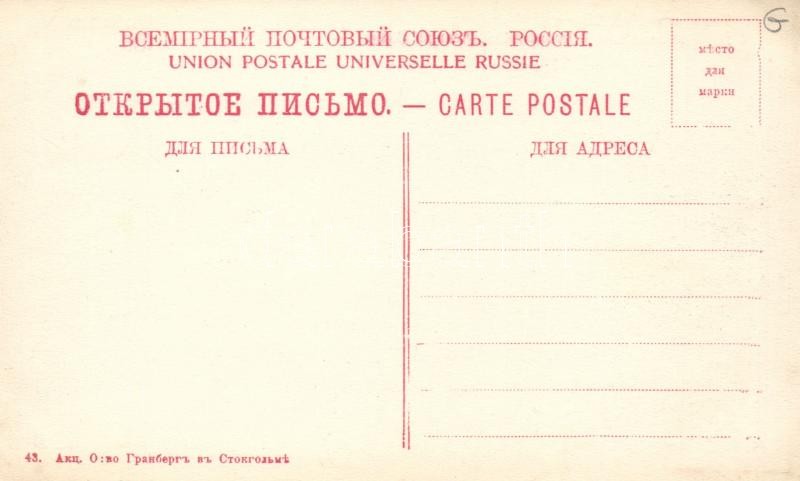 ВСЕМІРНЫЙ ПОЧТОВЫЙ СОЮЗЪ. РОССІЯ.
UNION POSTALE UNIVERSELLE RUSSIE
мѣсто
для
марки
ОТКРЫТОЕ ПИСЬМО. — CARTE POSTALE
ДЛЯ ПИСЬМА
ДЛЯ АДРЕСА
43. Акц. О:во Гранбергъ въ Стокгольмѣ